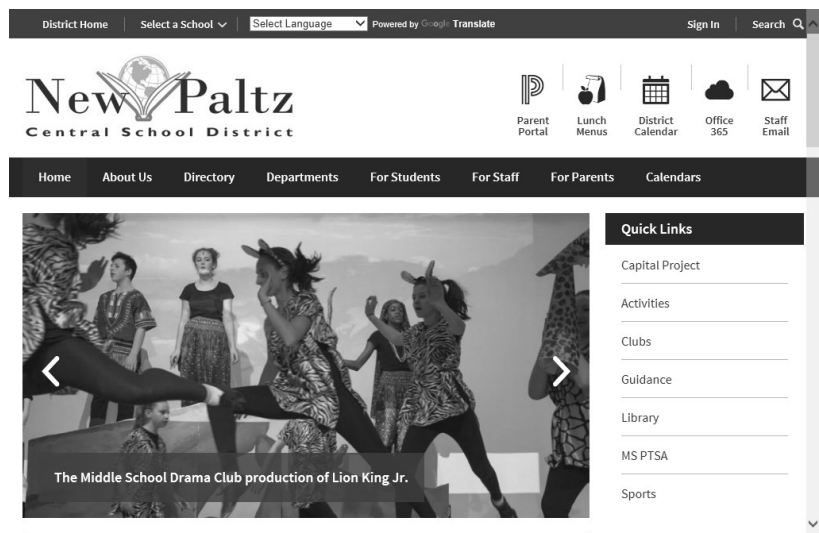 District Home
Select a School
Select Language
Powered by Google Translate
Sign In
Search
New Paltz
Central School District
Parent
Portal
Lunch
Menus
District
Calendar
Office
365
Staff
Email
Home
About Us
Directory
Departments
For Students
For Staff
For Parents
Calendars
Quick Links
Capital Project
Activities
Clubs
Guidance
Library
MS PTSA
Sports
The Middle School Drama Club production of Lion King Jr.